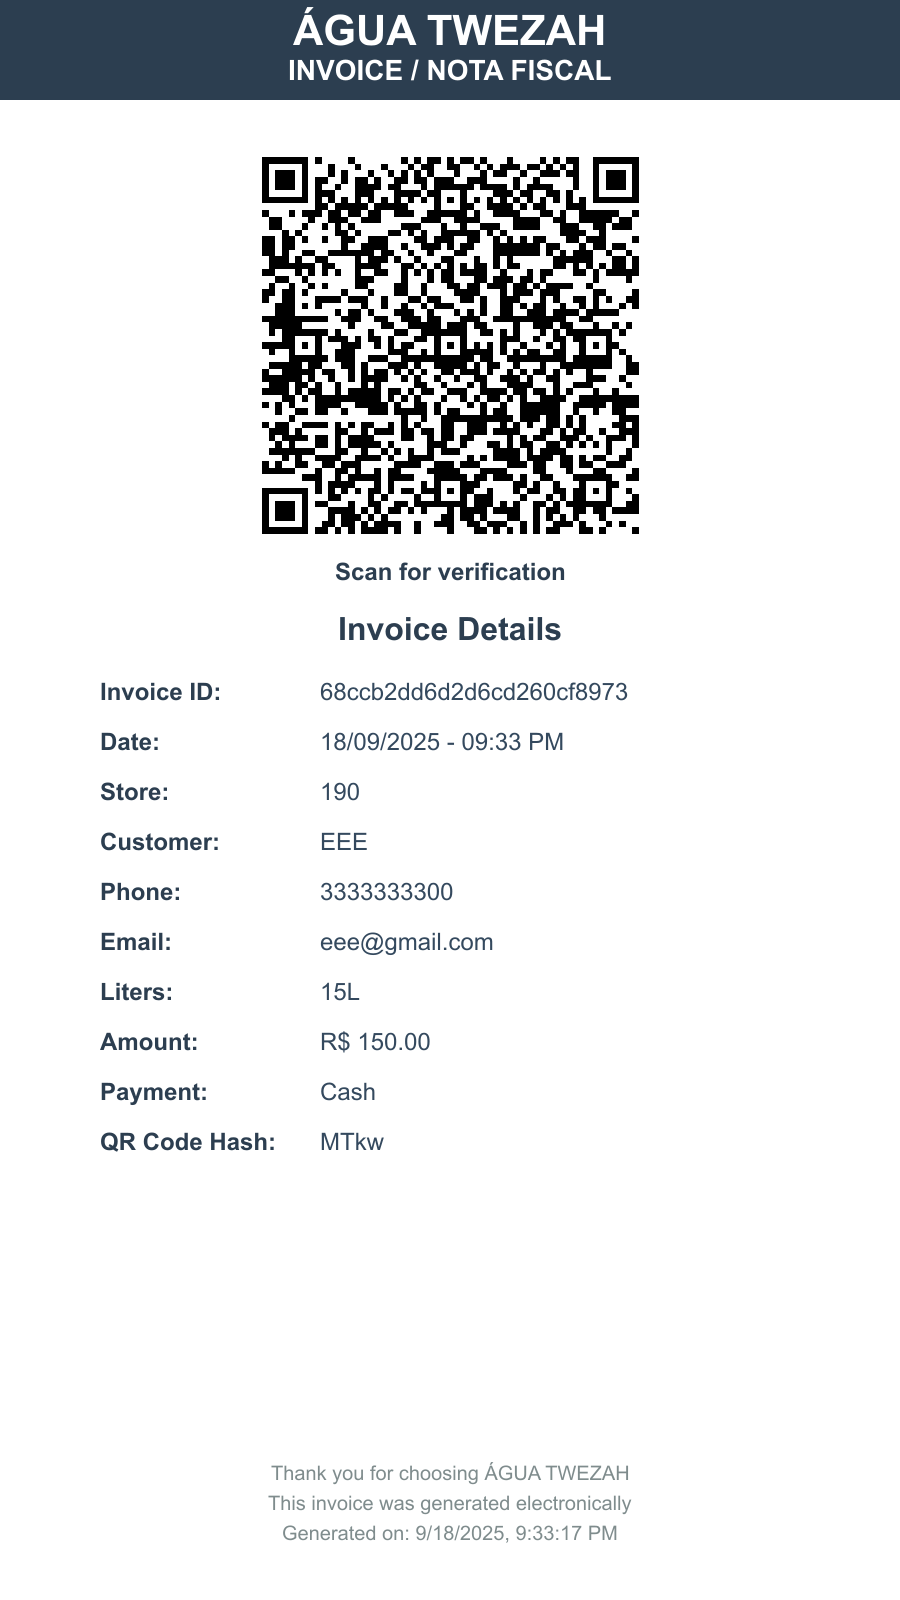 ÁGUA TWEZAH
INVOICE / NOTA FISCAL
Scan for verification
Invoice Details
Invoice ID: 68ccb2dd6d2d6cd260cf8973
Date: 18/09/2025 - 09:33 PM
Store: 190
Customer: EEE
Phone: 3333333300
Email: eee@gmail.com
Liters: 15L
Amount: R$ 150.00
Payment: Cash
QR Code Hash: MTkw
Thank you for choosing ÁGUA TWEZAH
This invoice was generated electronically
Generated on: 9/18/2025, 9:33:17 PM